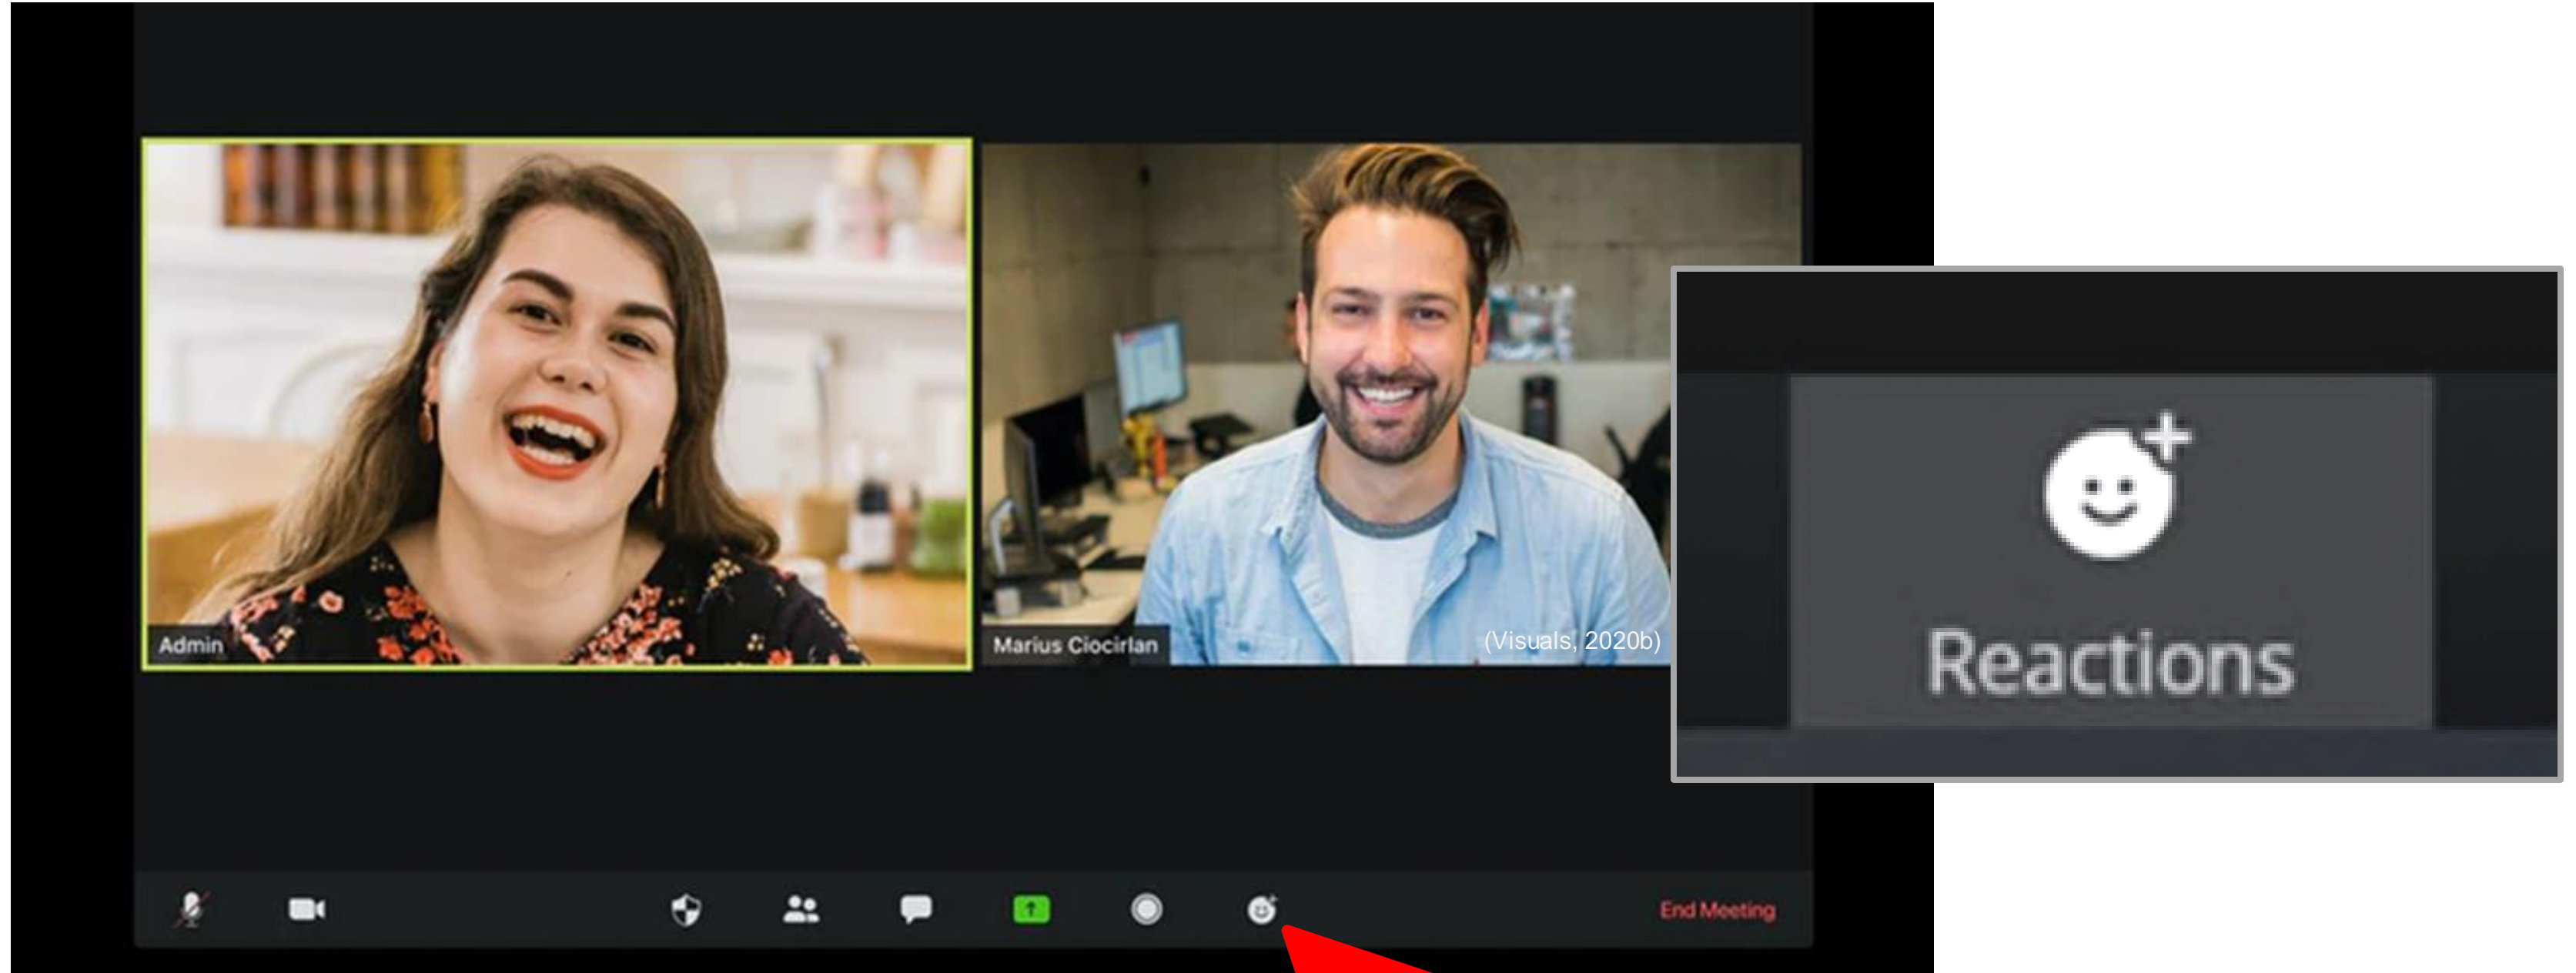 Admin
Marius Ciocirlan
(Visuals, 2020b)
Reactions
End Meeting